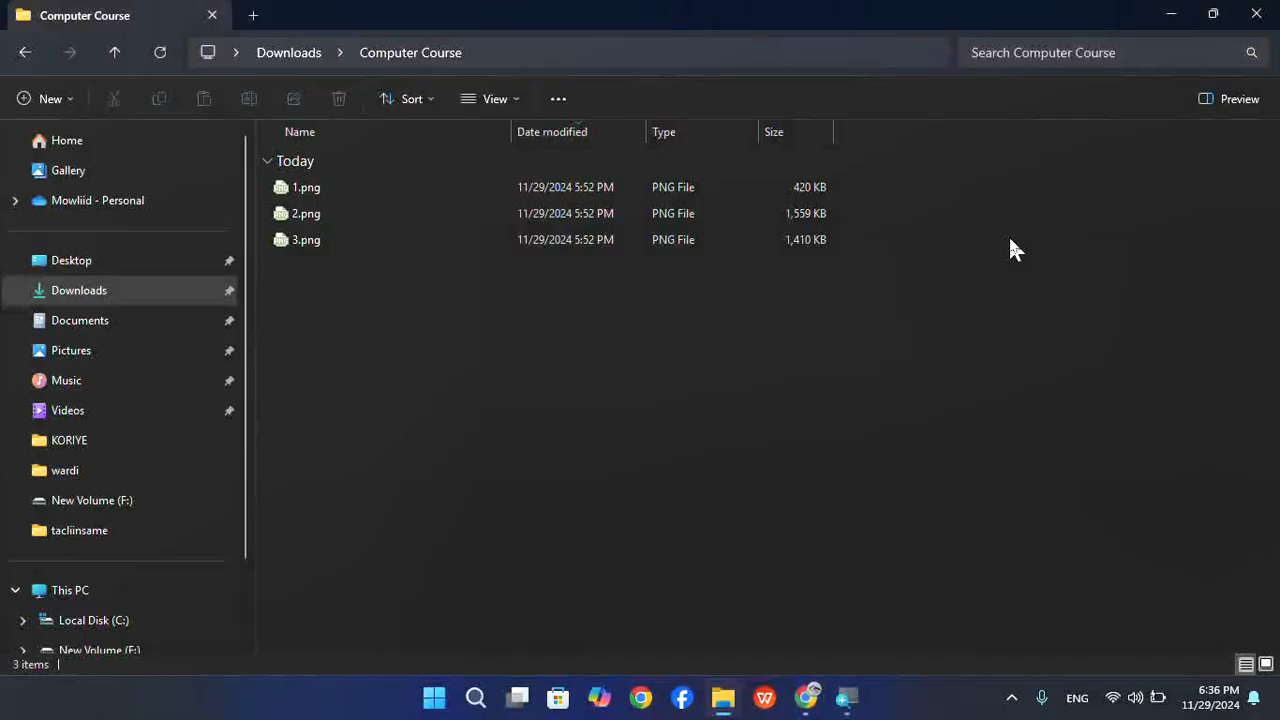 Computer Course
Downloads
Computer Course
Search Computer Course
New
Sort
View
Preview
Home
Gallery
Mowliid - Personal
Desktop
Downloads
Documents
Pictures
Music
Videos
KORIYE
wardi
New Volume (F:)
tacliinsame
This PC
Local Disk (C:)
New Volume (E:)
Name
Date modified
Type
Size
Today
1.png 11/29/2024 5:52 PM PNG File 420 KB
2.png 11/29/2024 5:52 PM PNG File 1,559 KB
3.png 11/29/2024 5:52 PM PNG File 1,410 KB
3 items
ENG
6:36 PM
11/29/2024